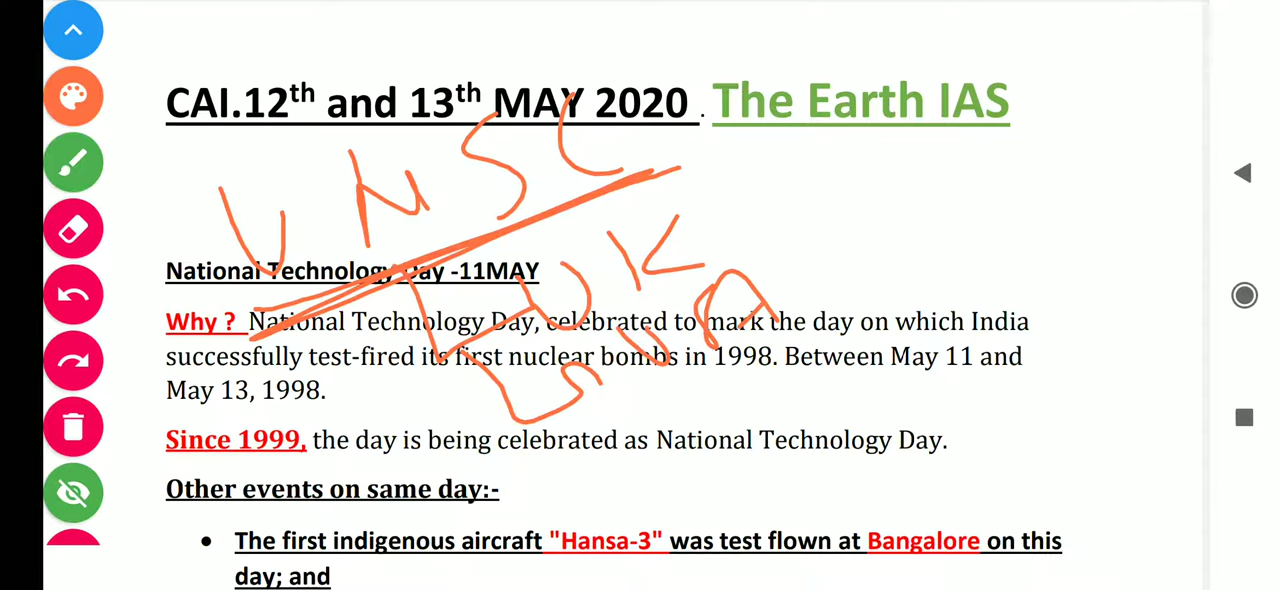 CAI.12th and 13th MAY 2020 . The Earth IAS
UNSC
UK
USA
National Technology Day -11MAY
Why ? National Technology Day, celebrated to mark the day on which India
successfully test-fired its first nuclear bombs in 1998. Between May 11 and
May 13, 1998.
Since 1999, the day is being celebrated as National Technology Day.
Other events on same day:-
• The first indigenous aircraft "Hansa-3" was test flown at Bangalore on this
day; and